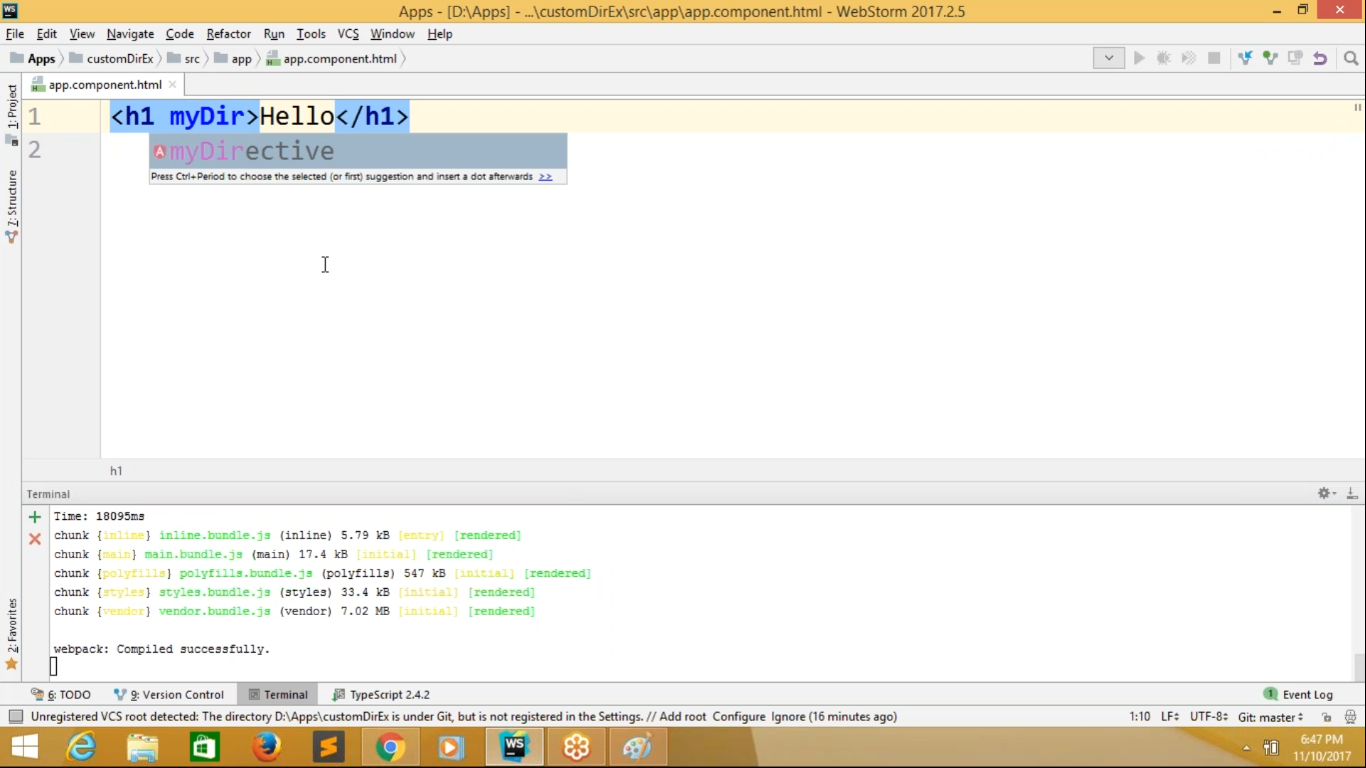 Apps - [D:\Apps] - ...\customDirEx\src\app\app.component.html - WebStorm 2017.2.5
File Edit View Navigate Code Refactor Run Tools VCS Window Help
Apps customDirEx src app app.component.html
app.component.html
1: Project
1 <h1 myDir>Hello</h1>
2
myDirective
Press Ctrl+Period to choose the selected (or first) suggestion and insert a dot afterwards >>
7: Structure
h1
Terminal
Time: 18095ms
chunk {inline} inline.bundle.js (inline) 5.79 kB [entry] [rendered]
chunk {main} main.bundle.js (main) 17.4 kB [initial] [rendered]
chunk {polyfills} polyfills.bundle.js (polyfills) 547 kB [initial] [rendered]
chunk {styles} styles.bundle.js (styles) 33.4 kB [initial] [rendered]
chunk {vendor} vendor.bundle.js (vendor) 7.02 MB [initial] [rendered]
webpack: Compiled successfully.
2: Favorites
6: TODO 9: Version Control Terminal TypeScript 2.4.2 1 Event Log
Unregistered VCS root detected: The directory D:\Apps\customDirEx is under Git, but is not registered in the Settings. // Add root Configure Ignore (16 minutes ago) 1:10 LF UTF-8 Git: master
WS
6:47 PM
11/10/2017